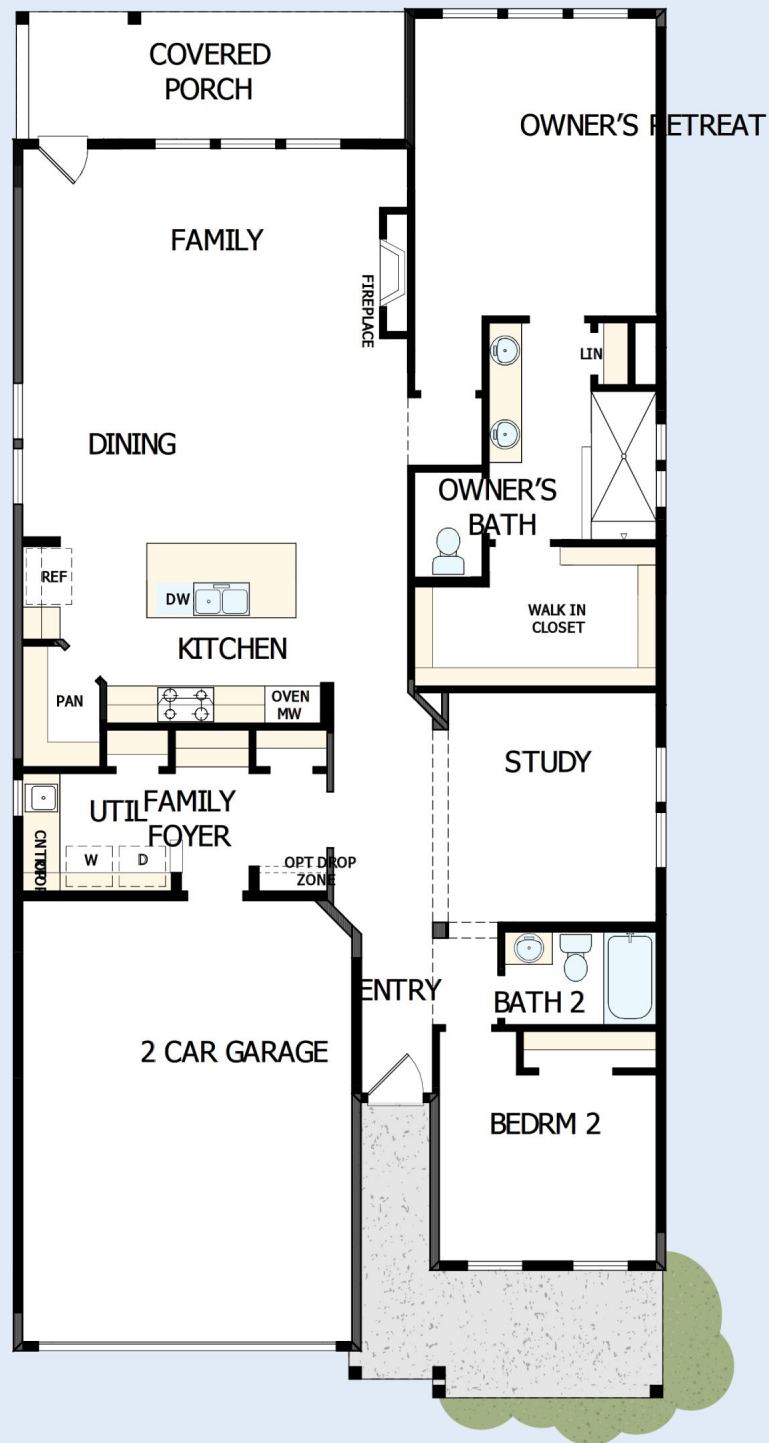 COVERED
PORCH
OWNER'S RETREAT
FAMILY
FIREPLACE
LIN
DINING
OWNER'S
BATH
REF
DW
WALK IN
CLOSET
KITCHEN
PAN
OVEN
MW
STUDY
UTIL
FAMILY
FOYER
W
D
OPT DROP
ZONE
ENTRY
BATH 2
2 CAR GARAGE
BEDRM 2